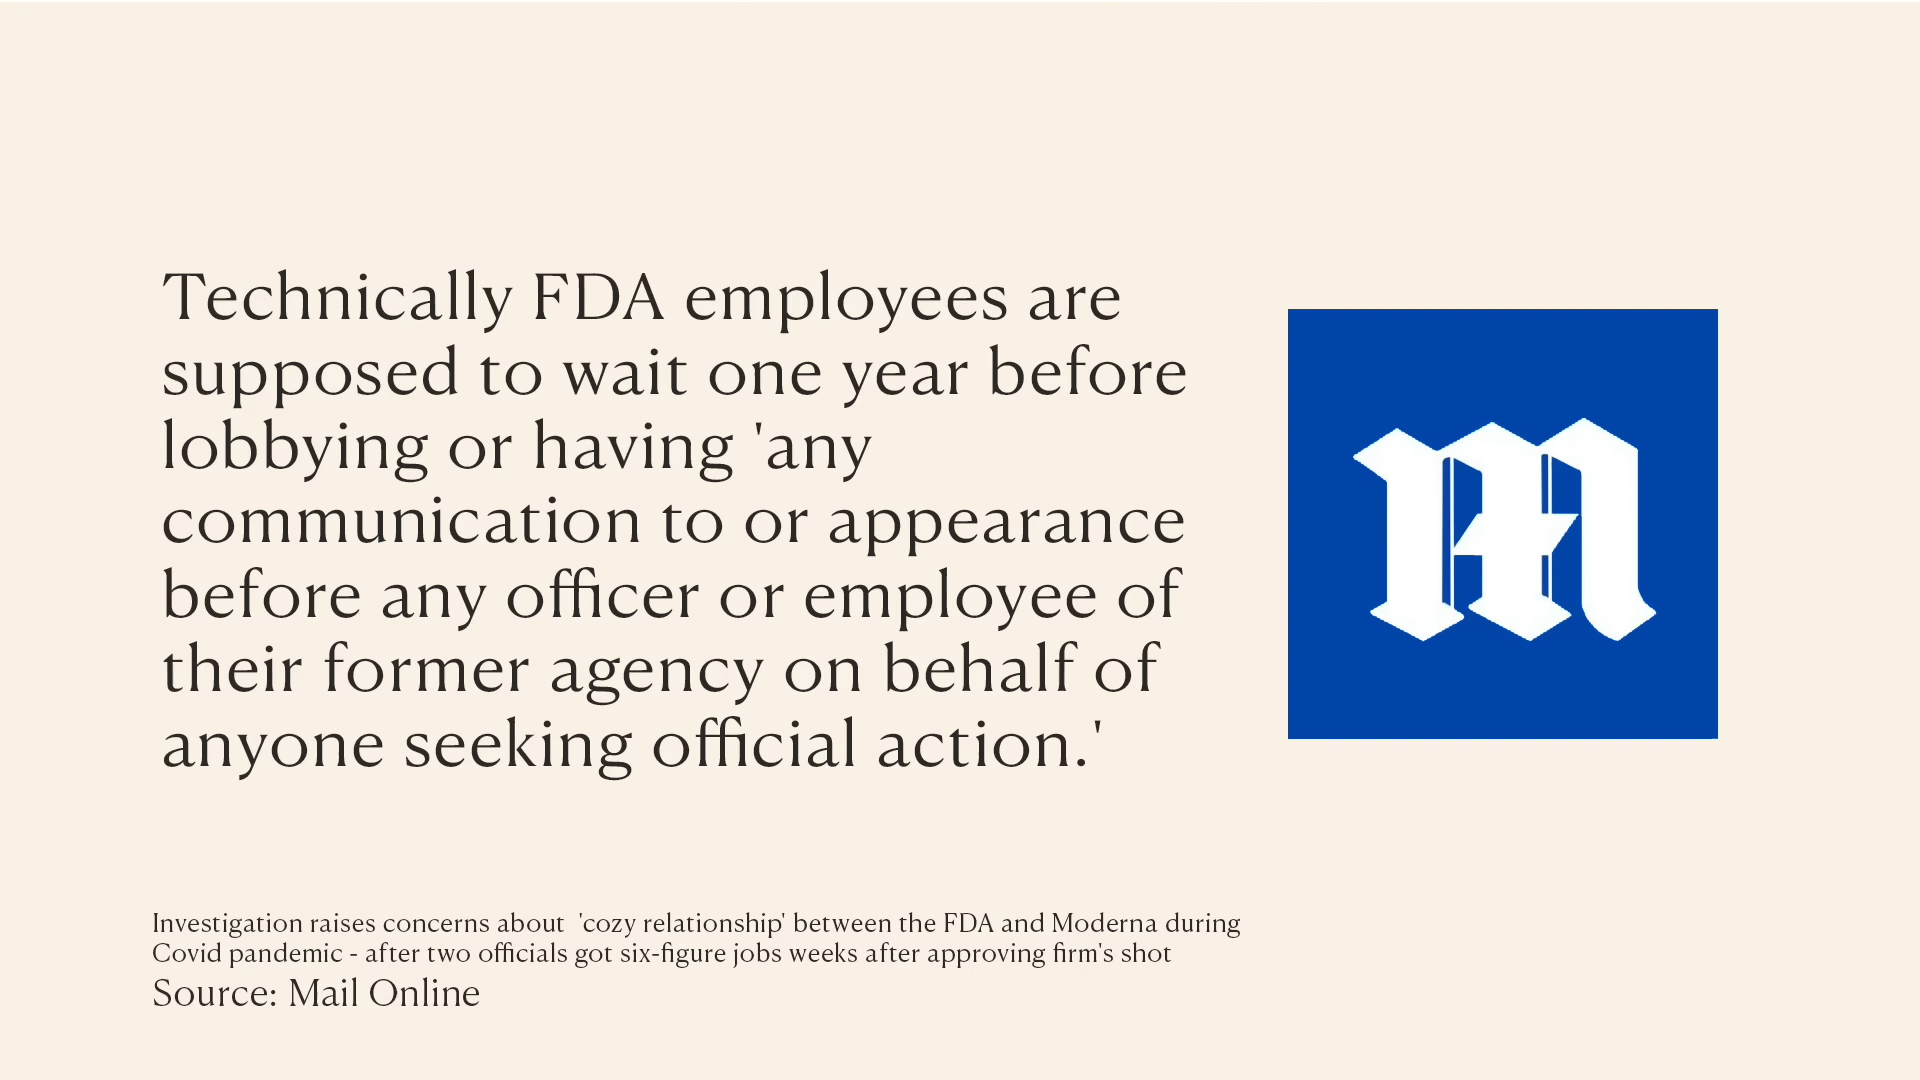 Technically FDA employees are
supposed to wait one year before
lobbying or having 'any
communication to or appearance
before any officer or employee of
their former agency on behalf of
anyone seeking official action.'
Investigation raises concerns about  'cozy relationship' between the FDA and Moderna during
Covid pandemic - after two officials got six-figure jobs weeks after approving firm's shot
Source: Mail Online